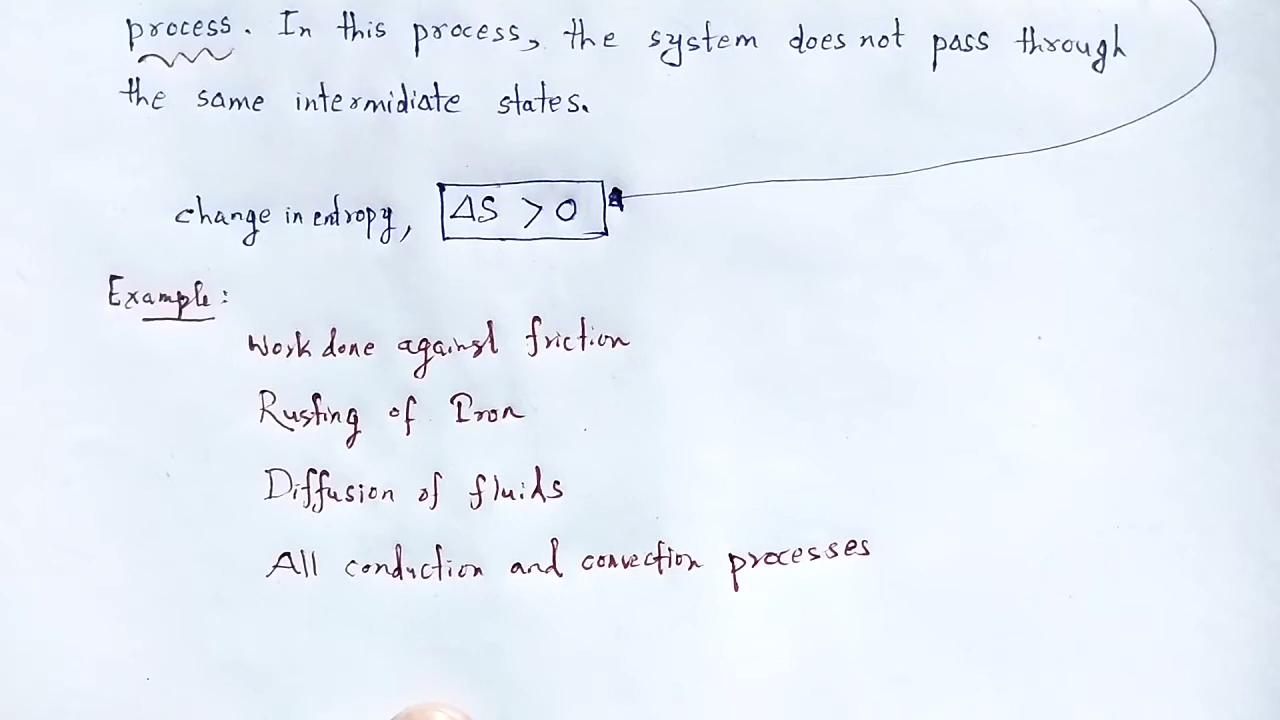 process. In this process, the system does not pass through
the same intermidiate states.
change in entropy, ΔS > 0
Example:
Work done against friction
Rusting of Iron
Diffusion of fluids
All conduction and convection processes